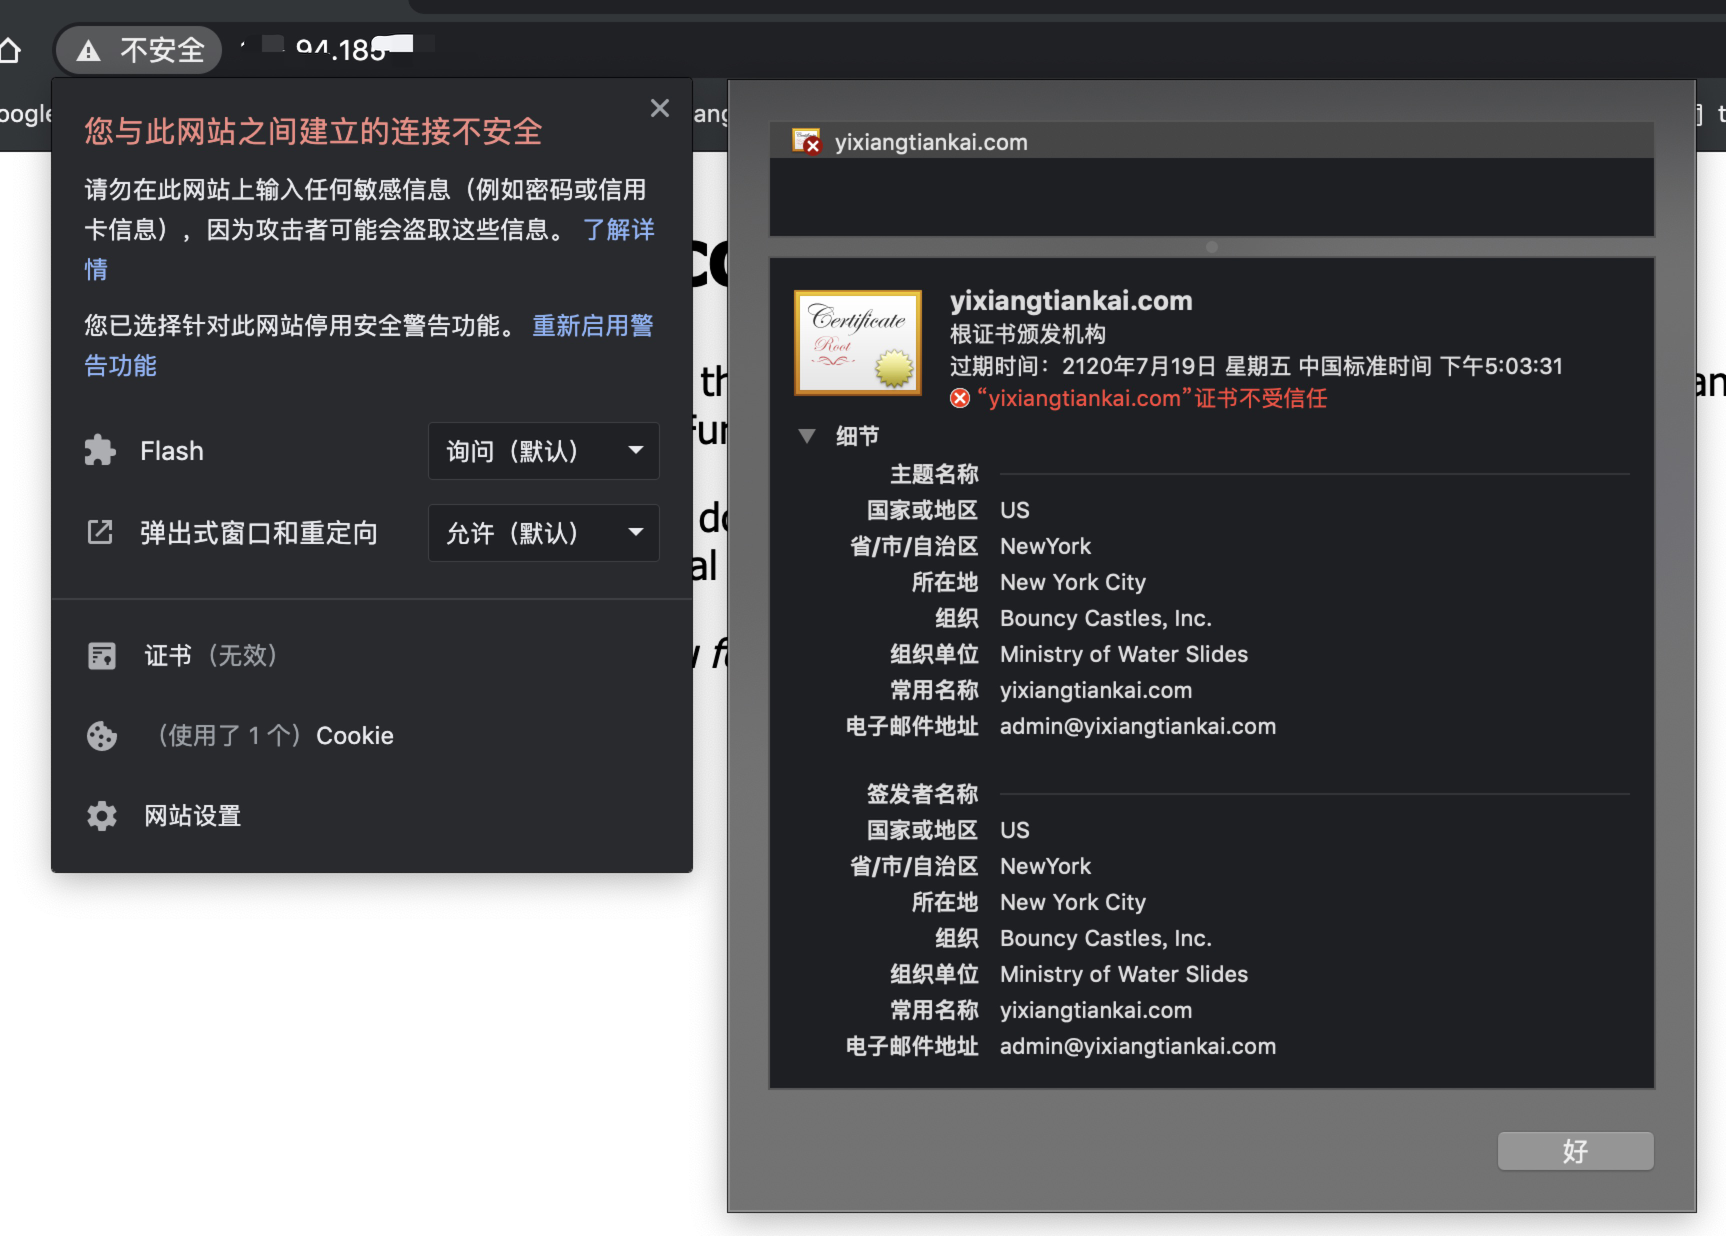 不安全
94.185
您与此网站之间建立的连接不安全
请勿在此网站上输入任何敏感信息（例如密码或信用
卡信息），因为攻击者可能会盗取这些信息。 了解详
情
您已选择针对此网站停用安全警告功能。 重新启用警
告功能
Flash 询问（默认）
弹出式窗口和重定向 允许（默认）
证书（无效）
（使用了 1 个）Cookie
网站设置
yixiangtiankai.com
Certificate
Root
yixiangtiankai.com
根证书颁发机构
过期时间：2120年7月19日 星期五 中国标准时间 下午5:03:31
“yixiangtiankai.com”证书不受信任
细节
主题名称
国家或地区 US
省/市/自治区 NewYork
所在地 New York City
组织 Bouncy Castles, Inc.
组织单位 Ministry of Water Slides
常用名称 yixiangtiankai.com
电子邮件地址 admin@yixiangtiankai.com
签发者名称
国家或地区 US
省/市/自治区 NewYork
所在地 New York City
组织 Bouncy Castles, Inc.
组织单位 Ministry of Water Slides
常用名称 yixiangtiankai.com
电子邮件地址 admin@yixiangtiankai.com
好